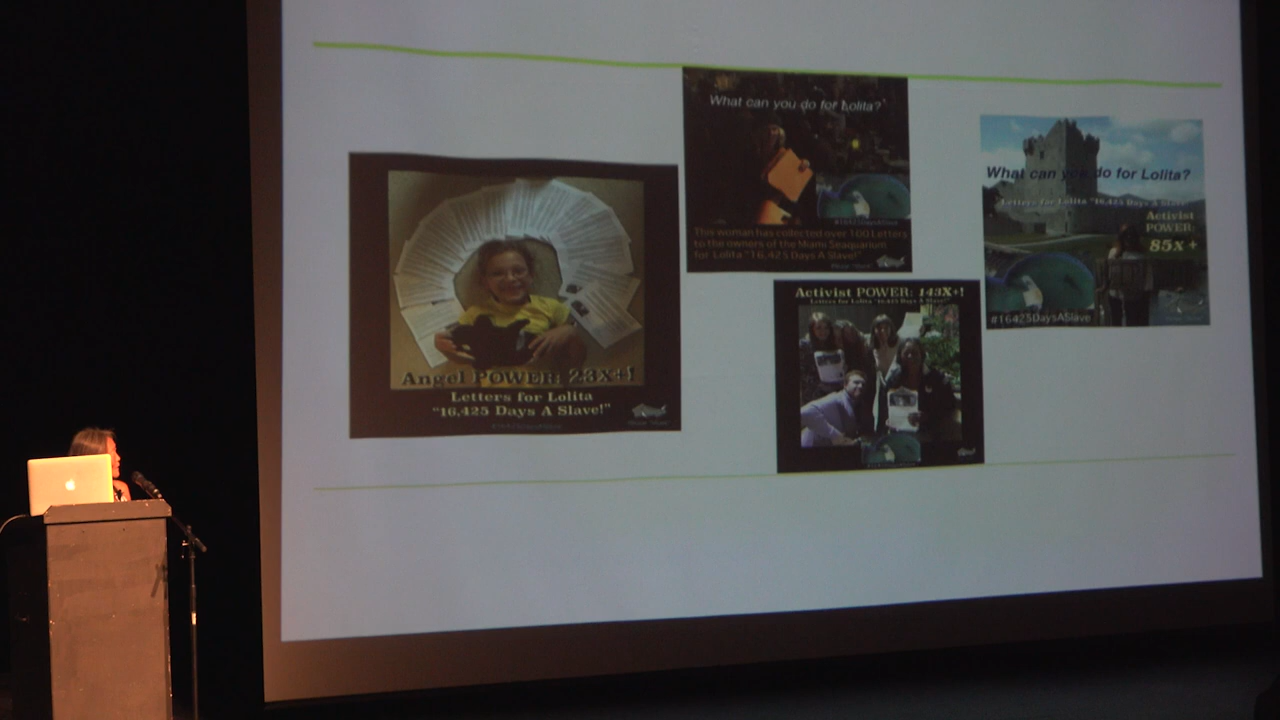 Angel POWER: 23X+!
Letters for Lolita
"16,425 Days A Slave!"
What can you do for Lolita?
#16425DaysASlave
This woman has collected over 100 Letters
to the owners of the Miami Seaquarium
for Lolita "16,425 Days A Slave!"
Activist POWER: 143X+!
Letters for Lolita "16,425 Days A Slave!"
What can you do for Lolita?
Letters for Lolita "16,425 Days A Slave
Activist
POWER:
85x +
#16425DaysASlave